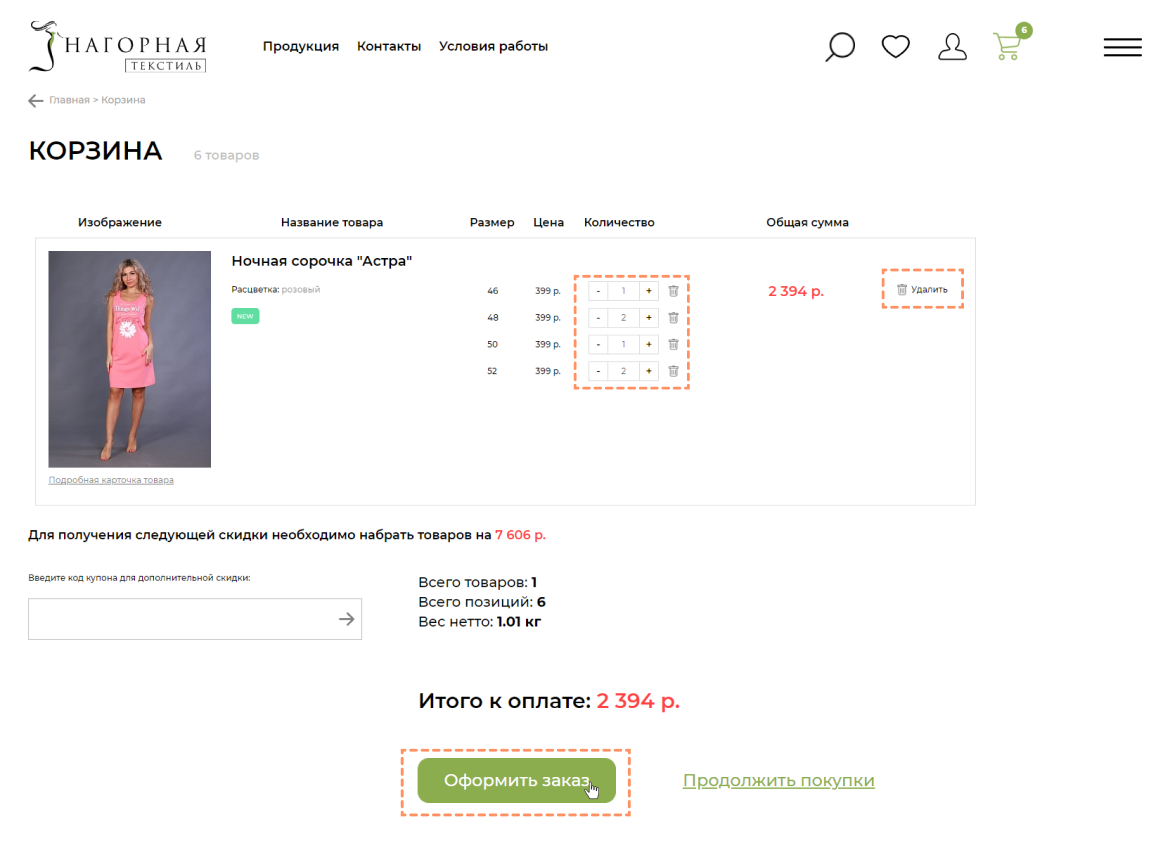 НАГОРНАЯ
ТЕКСТИЛЬ
Продукция Контакты Условия работы
6
Главная > Корзина
КОРЗИНА 6 товаров
Изображение Название товара Размер Цена Количество Общая сумма
Ночная сорочка "Астра"
Расцветка: розовый
NEW
46 399 р. - 1 + 2 394 р. Удалить
48 399 р. - 2 +
50 399 р. - 1 +
52 399 р. - 2 +
Подробная карточка товара
Для получения следующей скидки необходимо набрать товаров на 7 606 р.
Введите код купона для дополнительной скидки:
Всего товаров: 1
Всего позиций: 6
Вес нетто: 1.01 кг
Итого к оплате: 2 394 р.
Оформить заказ Продолжить покупки